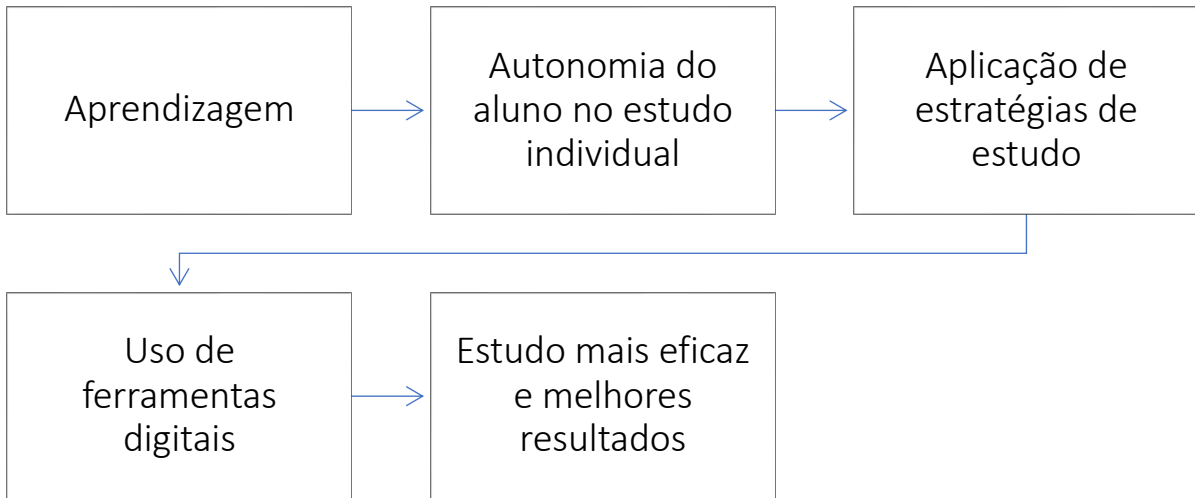 Aprendizagem
Autonomia do
aluno no estudo
individual
Aplicação de
estratégias de
estudo
Uso de
ferramentas
digitais
Estudo mais eficaz
e melhores
resultados